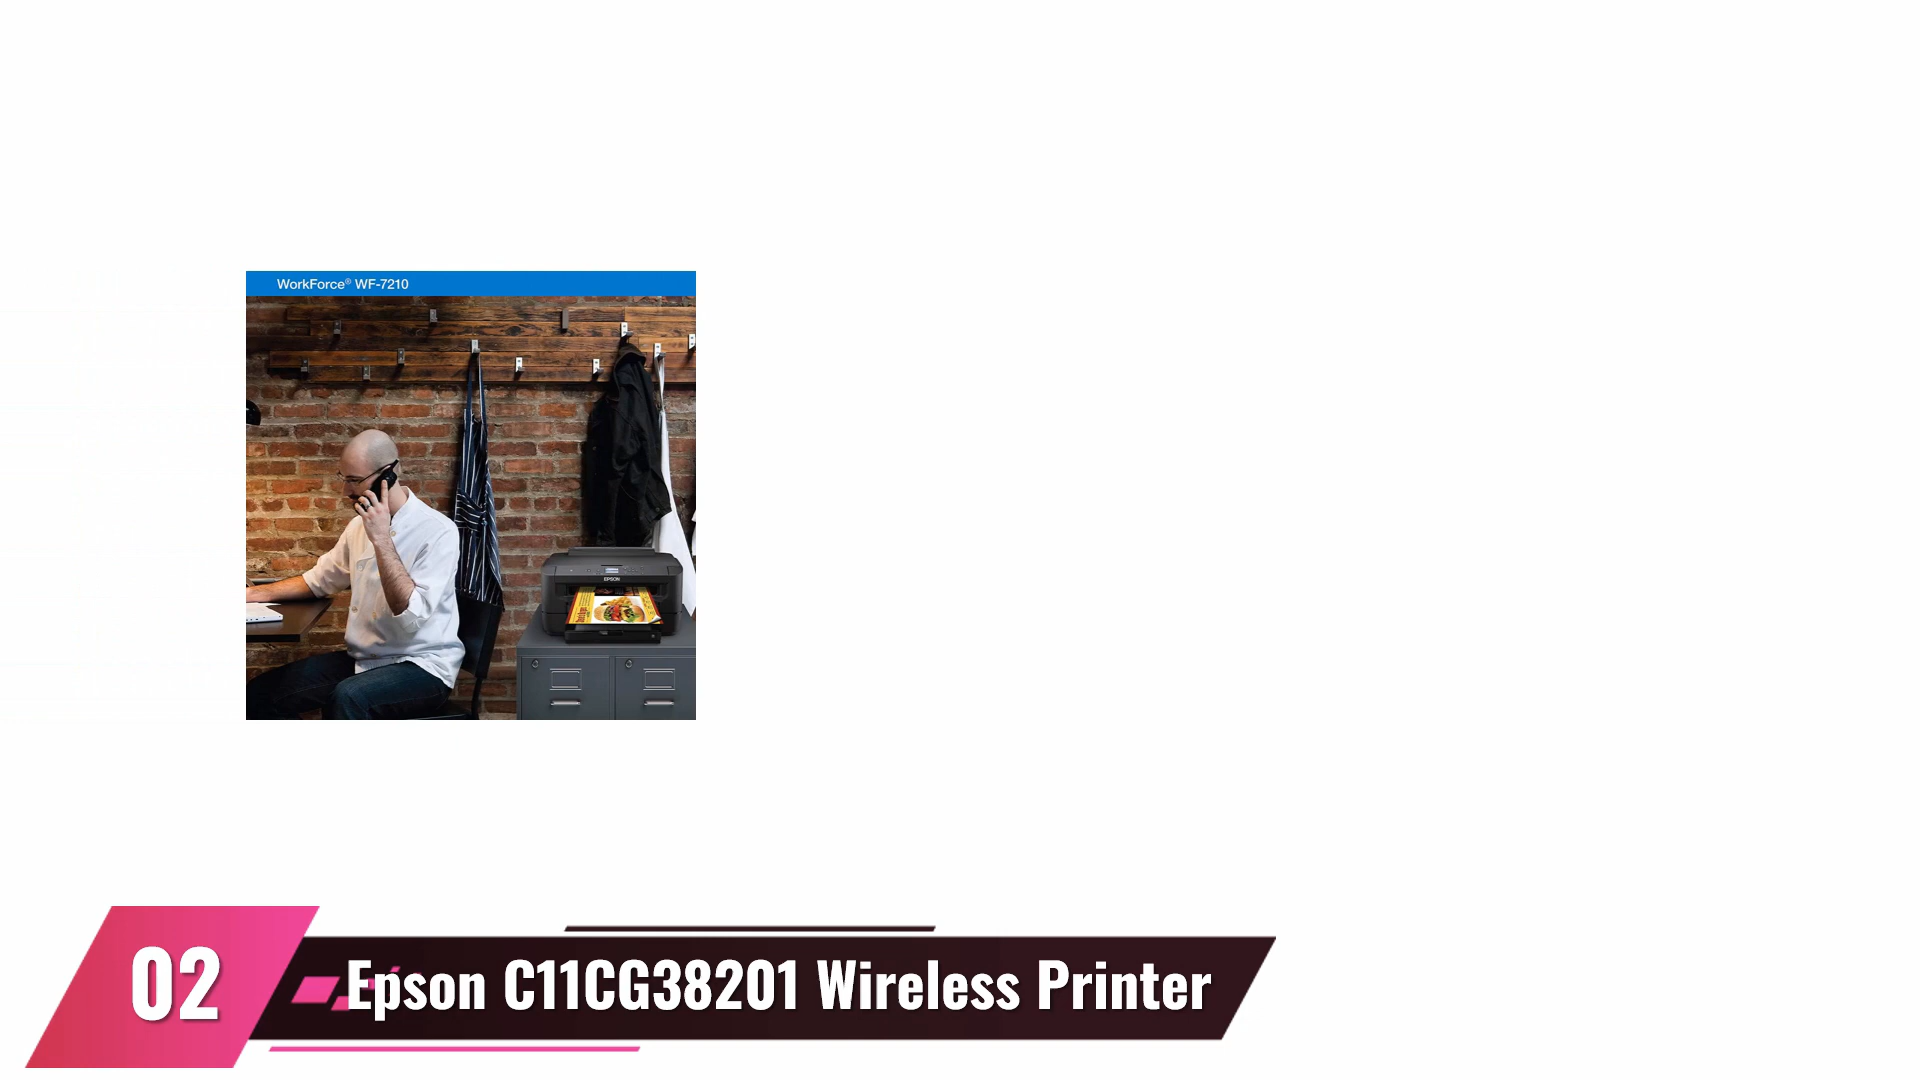 WorkForce® WF-7210
EPSON
02
Epson C11CG38201 Wireless Printer